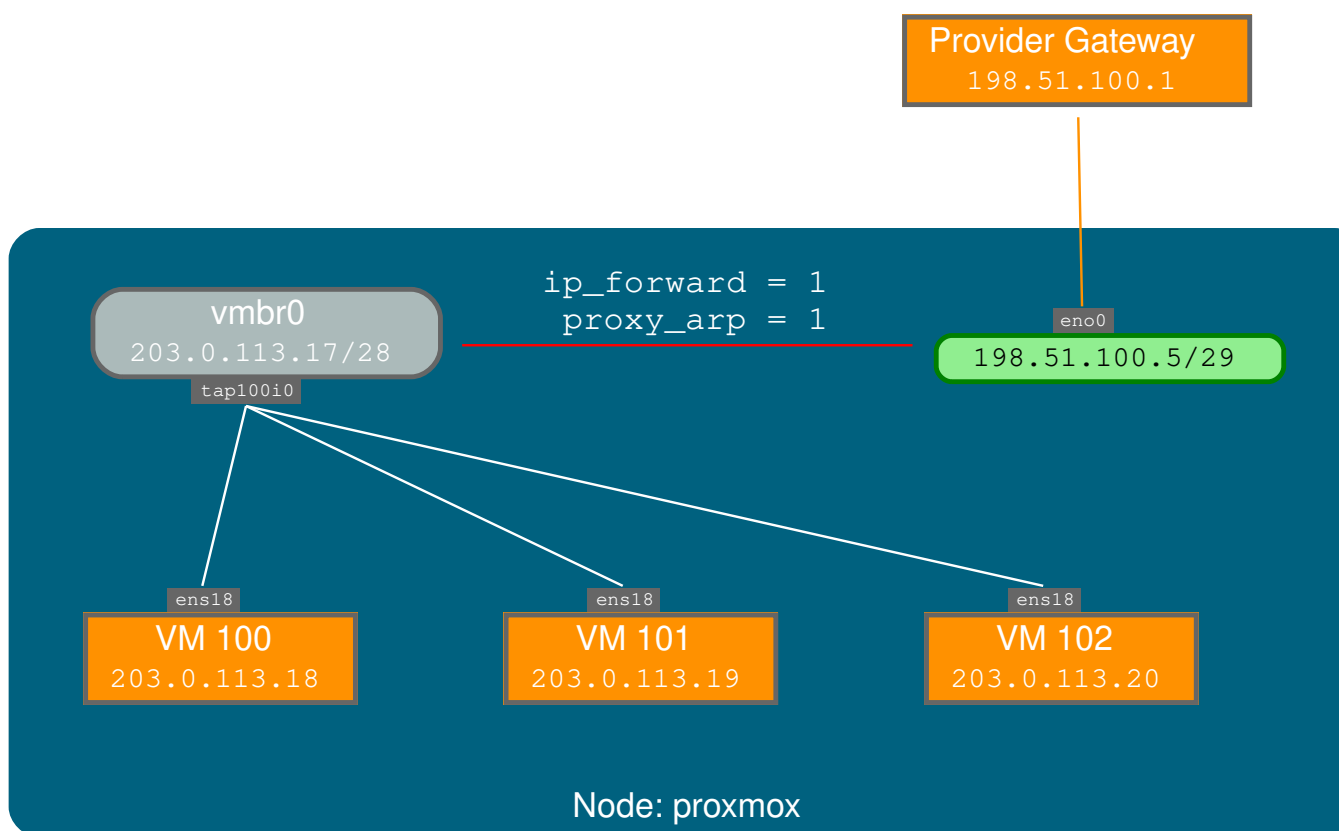 Provider Gateway
198.51.100.1
ip_forward = 1
proxy_arp = 1
vmbr0
203.0.113.17/28
tap100i0
eno0
198.51.100.5/29
ens18
VM 100
203.0.113.18
ens18
VM 101
203.0.113.19
ens18
VM 102
203.0.113.20
Node: proxmox